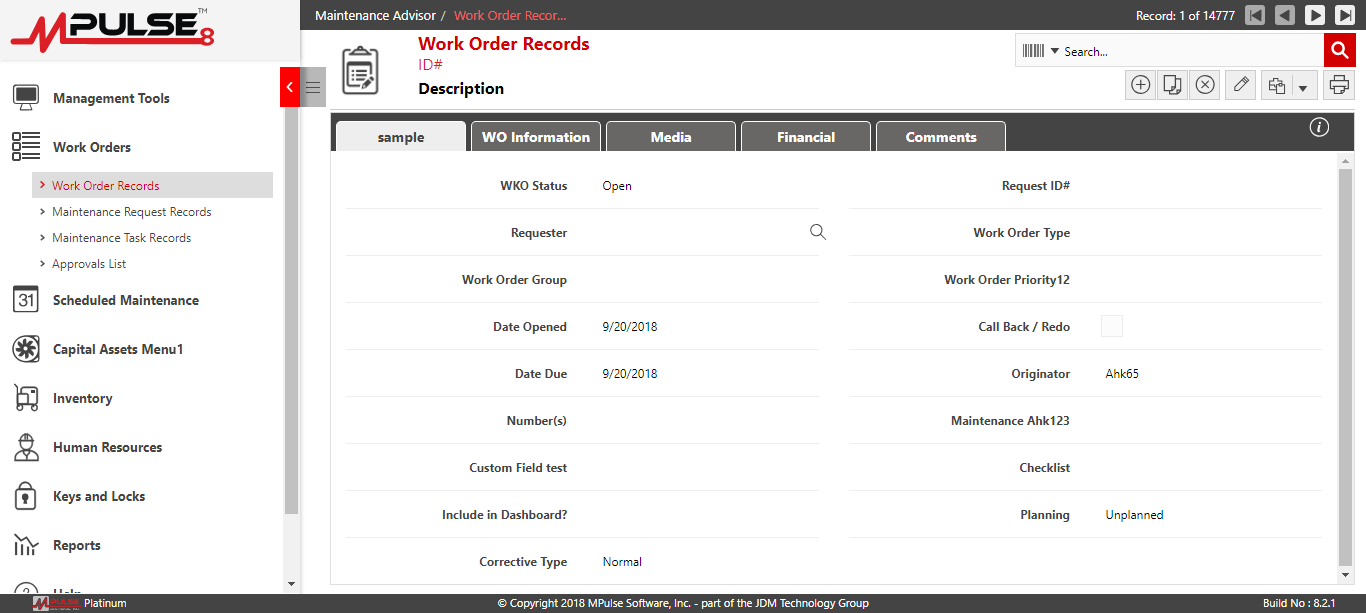 MPULSE 8 ™
Maintenance Advisor / Work Order Recor...
Record: 1 of 14777
Work Order Records
ID#
Description
Search...
Management Tools
Work Orders
Work Order Records
Maintenance Request Records
Maintenance Task Records
Approvals List
31 Scheduled Maintenance
Capital Assets Menu1
Inventory
Human Resources
Keys and Locks
Reports
Help
sample WO Information Media Financial Comments
WKO Status Open Request ID#
Requester Work Order Type
Work Order Group Work Order Priority12
Date Opened 9/20/2018 Call Back / Redo
Date Due 9/20/2018 Originator Ahk65
Number(s) Maintenance Ahk123
Custom Field test Checklist
Include in Dashboard? Planning Unplanned
Corrective Type Normal
MPULSE Platinum
© Copyright 2018 MPulse Software, Inc. - part of the JDM Technology Group
Build No : 8.2.1